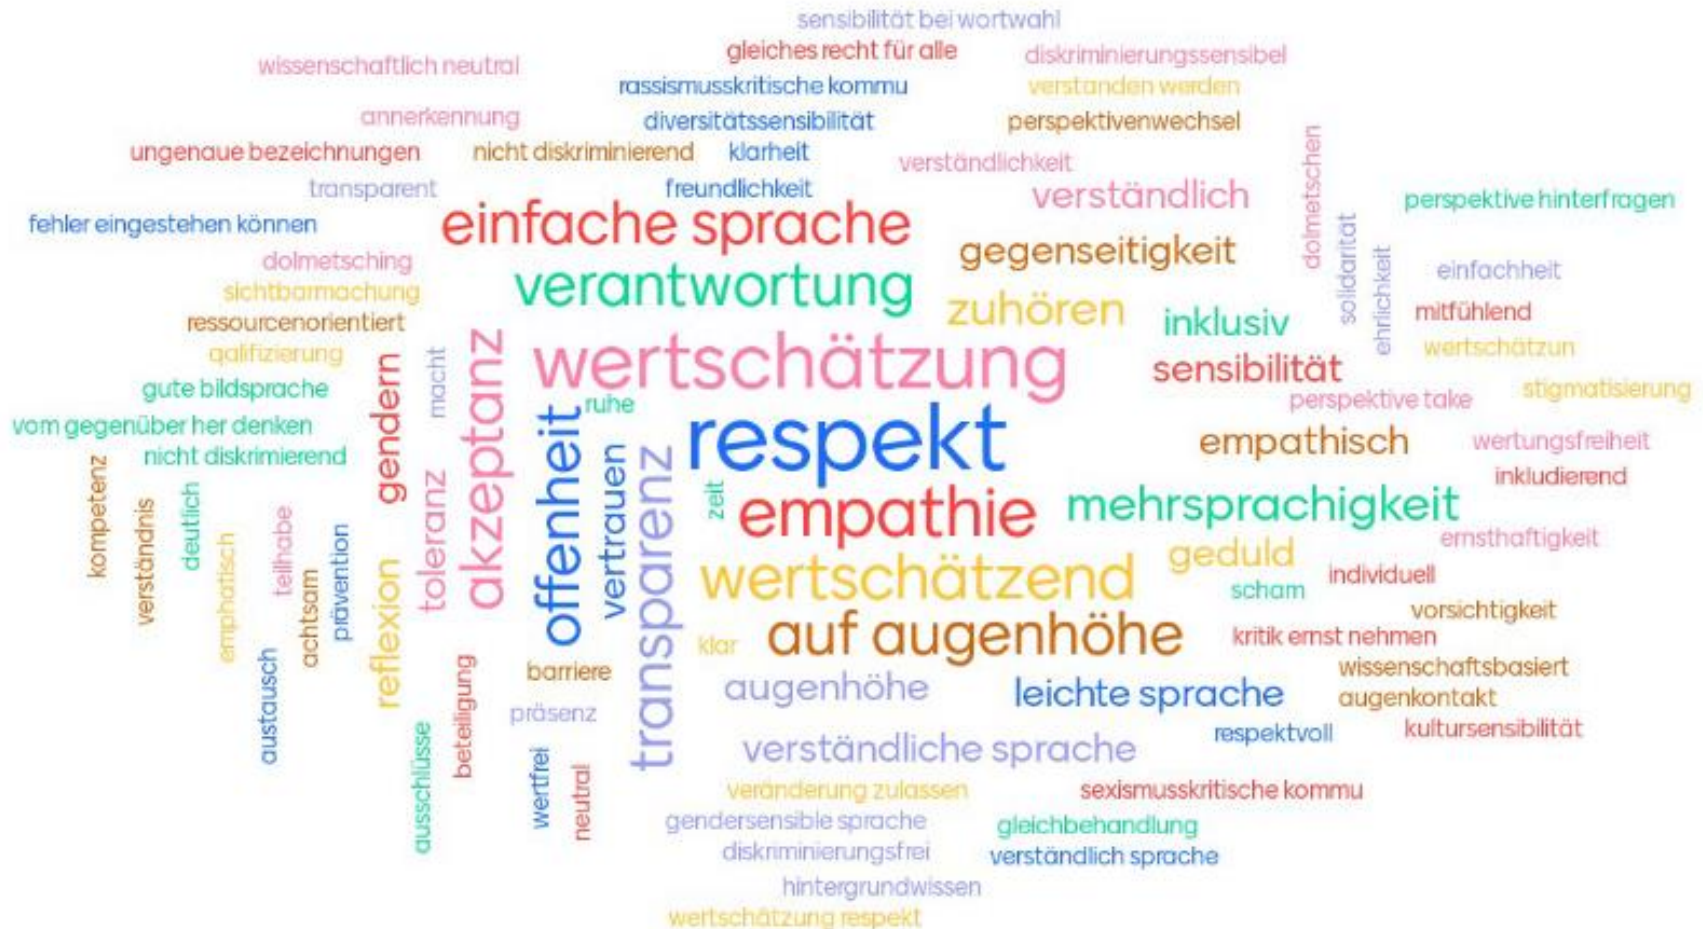 sensibilität bei wortwahl
gleiches recht für alle
diskriminierungssensibel
wissenschaftlich neutral
rassismusskritische kommu
verstanden werden
annerkennung
diversitätssensibilität
perspektivenwechsel
ungenaue bezeichnungen
nicht diskriminierend
klarheit
verständlichkeit
dolmetschen
transparent
freundlichkeit
verständlich
perspektive hinterfragen
fehler eingestehen können
einfache sprache
gegenseitigkeit
solidarität
ehrlichkeit
dolmetsching
einfachheit
sichtbarmachung
verantwortung
zuhören
inklusiv
mitfühlend
ressourcenorientiert
qalifizierung
gendern
macht
akzeptanz
wertschätzung
sensibilität
wertschätzun
gute bildsprache
ruhe
perspektive take
stigmatisierung
vom gegenüber her denken
offenheit
respekt
empathisch
wertungsfreiheit
nicht diskrimierend
vertrauen
transparenz
inkludierend
kompetenz
verständnis
deutlich
toleranz
zeit
empathie
mehrsprachigkeit
emphatisch
teilhabe
achtsam
prävention
reflexion
wertschätzend
geduld
ernsthaftigkeit
scham
individuell
vorsichtigkeit
klar
auf augenhöhe
kritik ernst nehmen
austausch
beteiligung
barriere
wissenschaftsbasiert
augenhöhe
leichte sprache
augenkontakt
präsenz
respektvoll
kultursensibilität
ausschlüsse
wertfrei
neutral
verständliche sprache
veränderung zulassen
sexismusskritische kommu
gendersensible sprache
gleichbehandlung
diskriminierungsfrei
verständlich sprache
hintergrundwissen
wertschätzung respekt